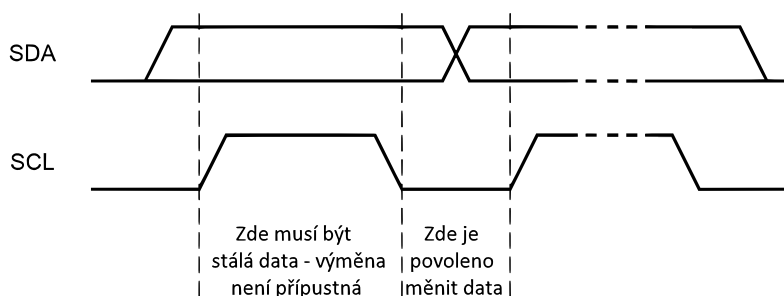 SDA
SCL
Zde musí být
stálá data - výměna
není přípustná
Zde je
povoleno
měnit data